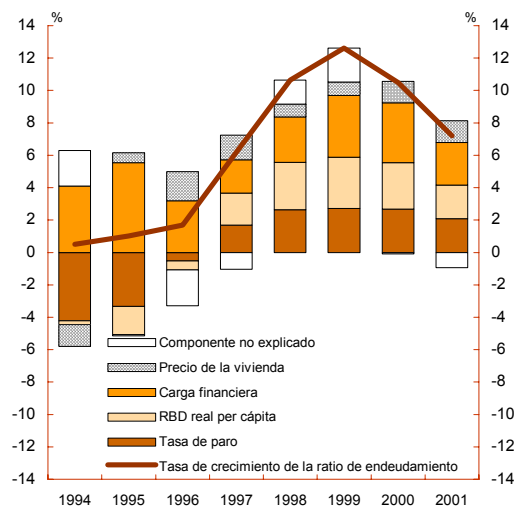 % %
14 14
12 12
10 10
8 8
6 6
4 4
2 2
0 0
-2 -2
-4 -4
-6 -6
Componente no explicado
Precio de la vivienda
-8 -8
Carga financiera
-10 -10
RBD real per cápita
Tasa de paro
-12 -12
Tasa de crecimiento de la ratio de endeudamiento
-14 -14
1994 1995 1996 1997 1998 1999 2000 2001